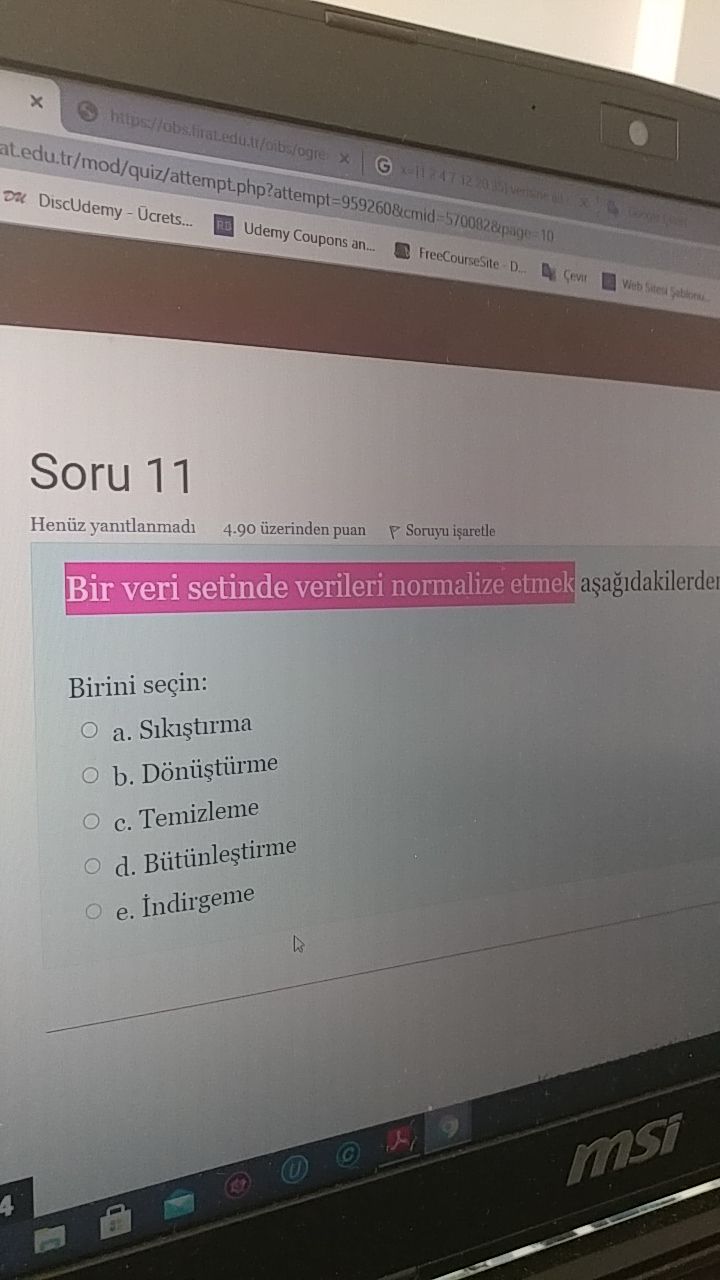 https://obs.firat.edu.tr/oibs/ogre
at.edu.tr/mod/quiz/attempt.php?attempt=959260&cmid=570082&page=10
DU DiscUdemy - Ücrets...
Udemy Coupons an...
FreeCourseSite - D...
Çevir
Web Sitesi Şablonu...
Soru 11
Henüz yanıtlanmadı 4.90 üzerinden puan Soruyu işaretle
Bir veri setinde verileri normalize etmek aşağıdakilerden
Birini seçin:
a. Sıkıştırma
b. Dönüştürme
c. Temizleme
d. Bütünleştirme
e. İndirgeme
4
msi